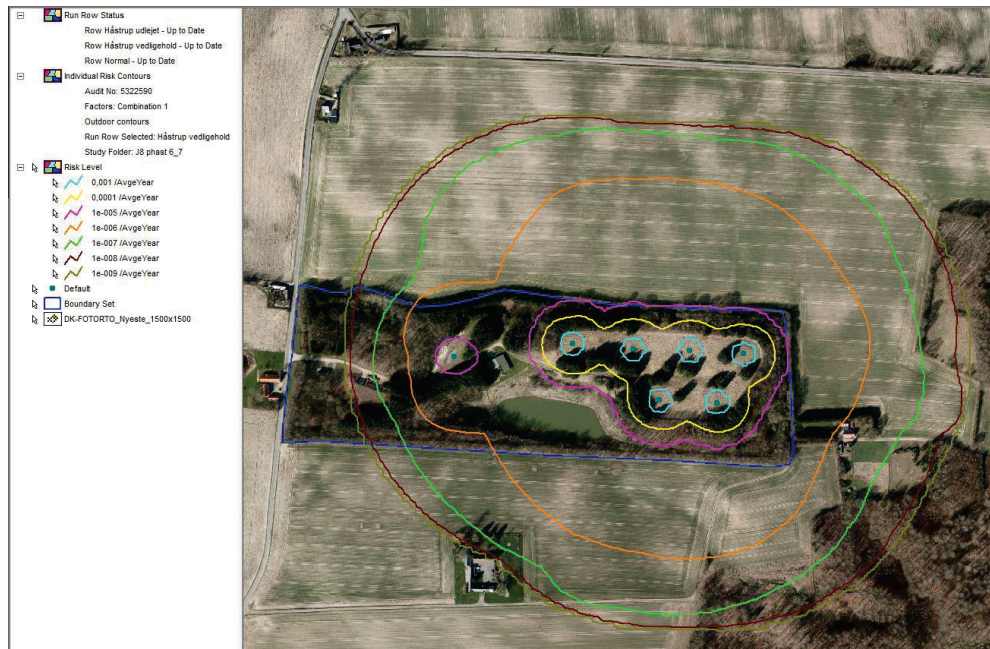 Run Row Status
Row Håstrup udlejet - Up to Date
Row Håstrup vedligehold - Up to Date
Row Normal - Up to Date
Individual Risk Contours
Audit No: 5322590
Factors: Combination 1
Outdoor contours
Run Row Selected: Håstrup vedligehold
Study Folder: J8 phast 6_7
Risk Level
0,001 /AvgeYear
0,0001 /AvgeYear
1e-005 /AvgeYear
1e-006 /AvgeYear
1e-007 /AvgeYear
1e-008 /AvgeYear
1e-009 /AvgeYear
Default
Boundary Set
DK-FOTORTO_Nyeste_1500x1500